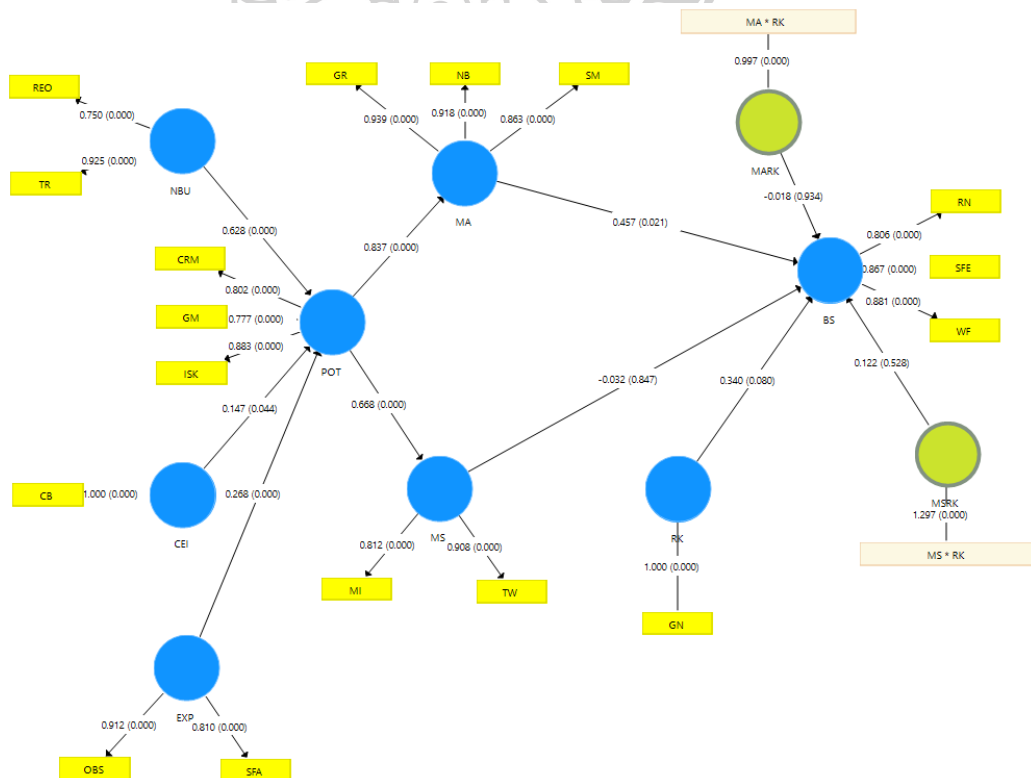 MA * RK
0.997 (0.000)
GR
NB
SM
REO
0.939 (0.000)
0.918 (0.000)
0.863 (0.000)
0.750 (0.000)
0.925 (0.000)
TR
NBU
MA
MARK
-0.018 (0.934)
RN
0.628 (0.000)
0.837 (0.000)
0.457 (0.021)
0.806 (0.000)
CRM
0.802 (0.000)
0.867 (0.000)
SFE
GM
0.777 (0.000)
0.881 (0.000)
WF
BS
0.883 (0.000)
ISK
POT
0.147 (0.044)
0.668 (0.000)
-0.032 (0.847)
0.340 (0.080)
0.122 (0.528)
CB
1.000 (0.000)
0.268 (0.000)
CEI
MS
RK
MSRK
1.297 (0.000)
0.812 (0.000)
0.908 (0.000)
MS * RK
1.000 (0.000)
MI
TW
GN
EXP
0.912 (0.000)
0.810 (0.000)
OBS
SFA